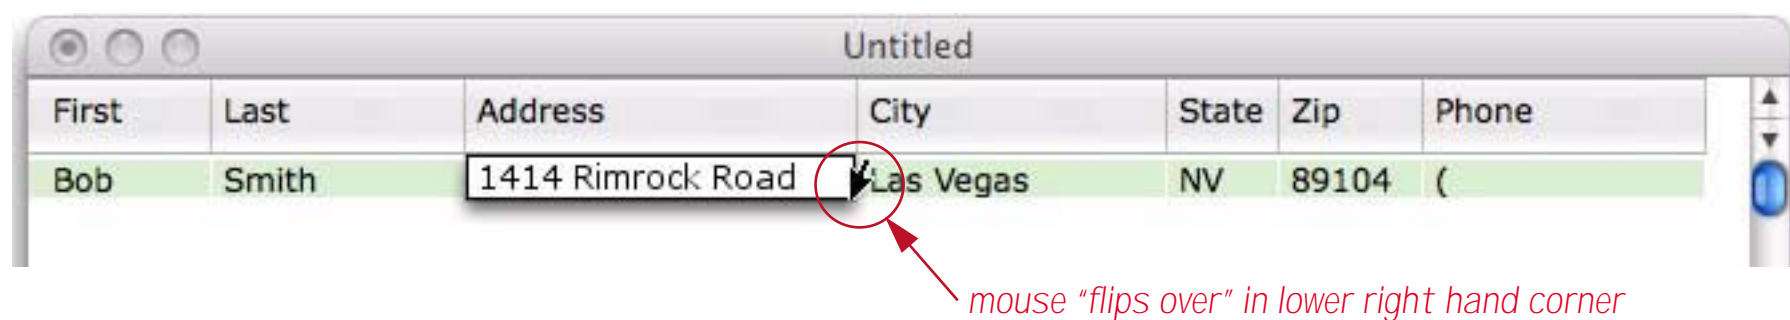 Untitled
First Last Address City State Zip Phone
Bob Smith 1414 Rimrock Road Las Vegas NV 89104 (
mouse “flips over” in lower right hand corner